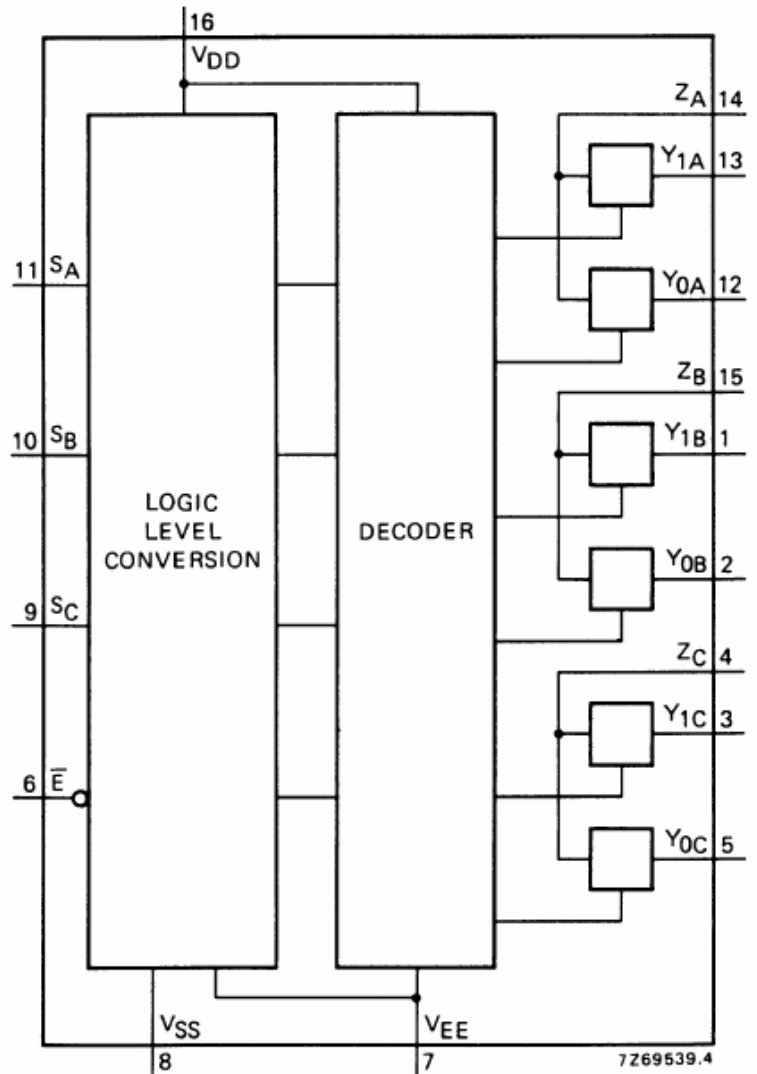 16
VDD
ZA 14
Y1A 13
11 SA
Y0A 12
ZB 15
10 SB
Y1B 1
LOGIC
LEVEL
CONVERSION
DECODER
Y0B 2
9 SC
ZC 4
Y1C 3
6 E̅
Y0C 5
VSS
VEE
8
7
7Z69539.4